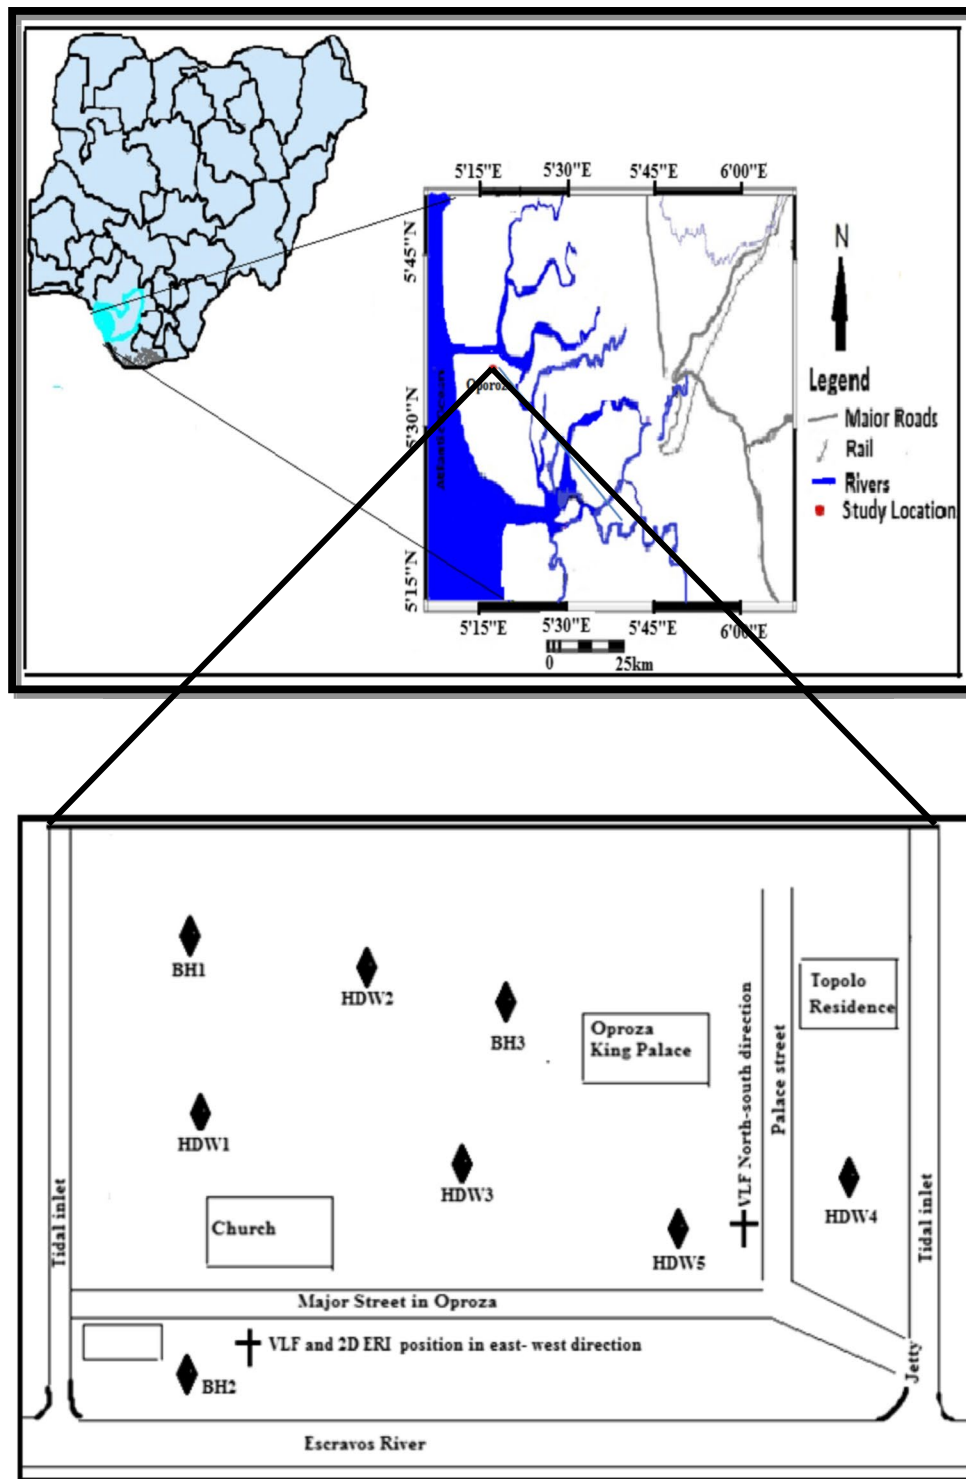 5'15"E 5'30"E 5'45"E 6'00"E
5'45"N
5'30"N
5'15"N
Atlantic Ocean
Oporoza
5'15"E 5'30"E 5'45"E 6'00"E
0 25km
N
Legend
Major Roads
Rail
Rivers
Study Location
BH1
HDW2
BH3
Oproza
King Palace
VLF North-south direction
Palace street
Topolo
Residence
HDW1
HDW3
HDW4
HDW5
Church
Tidal inlet
Tidal inlet
Major Street in Oproza
VLF and 2D ERI position in east- west direction
Jetty
BH2
Escravos River